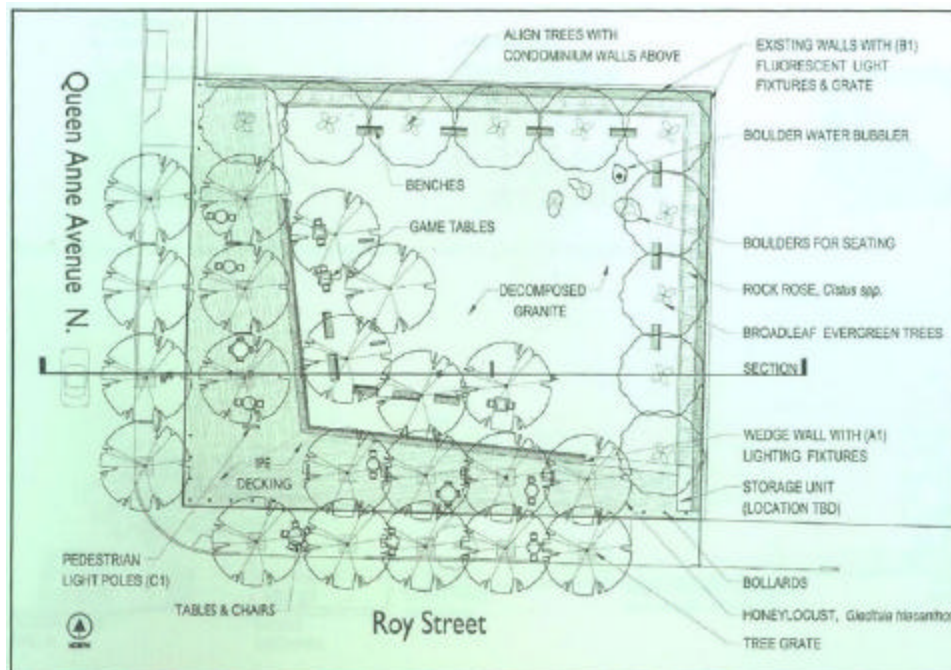 ALIGN TREES WITH
CONDOMINIUM WALLS ABOVE
EXISTING WALLS WITH (B1)
FLUORESCENT LIGHT
FIXTURES & GRATE
Queen Anne Avenue N.
BOULDER WATER BUBBLER
BENCHES
GAME TABLES
BOULDERS FOR SEATING
DECOMPOSED
GRANITE
ROCK ROSE, Cistus spp.
BROADLEAF EVERGREEN TREES
SECTION
WEDGE WALL WITH (A1)
LIGHTING FIXTURES
IPE
DECKING
STORAGE UNIT
(LOCATION TBD)
PEDESTRIAN
LIGHT POLES (C1)
BOLLARDS
TABLES & CHAIRS
Roy Street
HONEYLOCUST,
TREE GRATE
NORTH